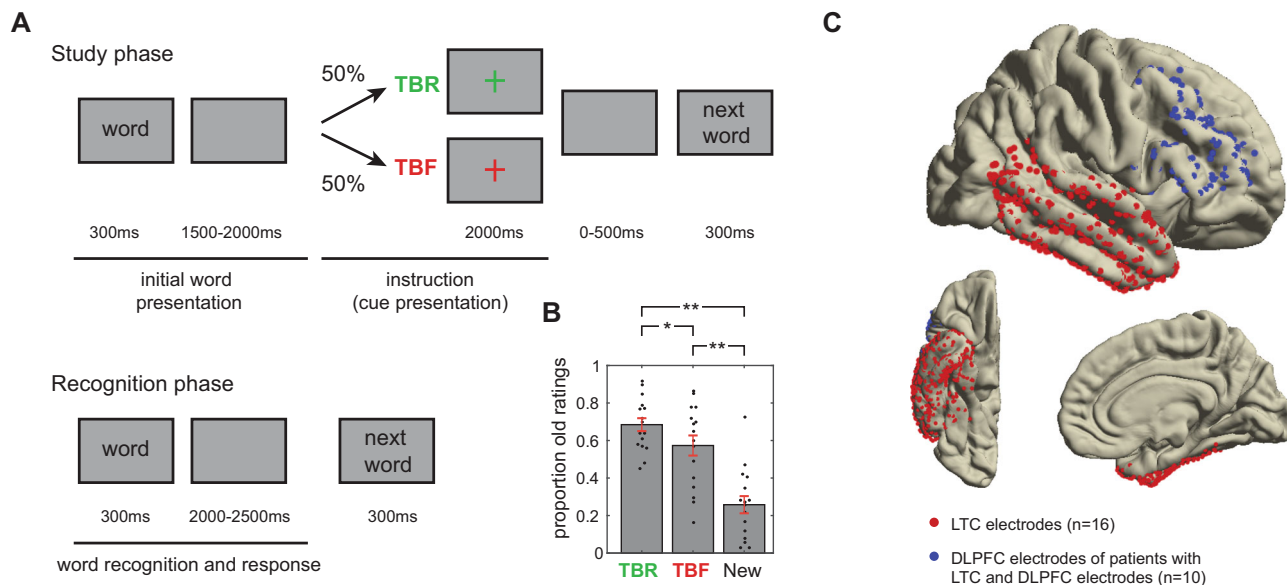 A
Study phase
word
50%
50%
TBR
TBF
next
word
300ms
1500-2000ms
2000ms
0-500ms
300ms
initial word
presentation
instruction
(cue presentation)
Recognition phase
word
next
word
300ms
2000-2500ms
300ms
word recognition and response
B
**
*
**
proportion old ratings
1
0.8
0.6
0.4
0.2
0
TBR
TBF
New
C
LTC electrodes (n=16)
DLPFC electrodes of patients with
LTC and DLPFC electrodes (n=10)